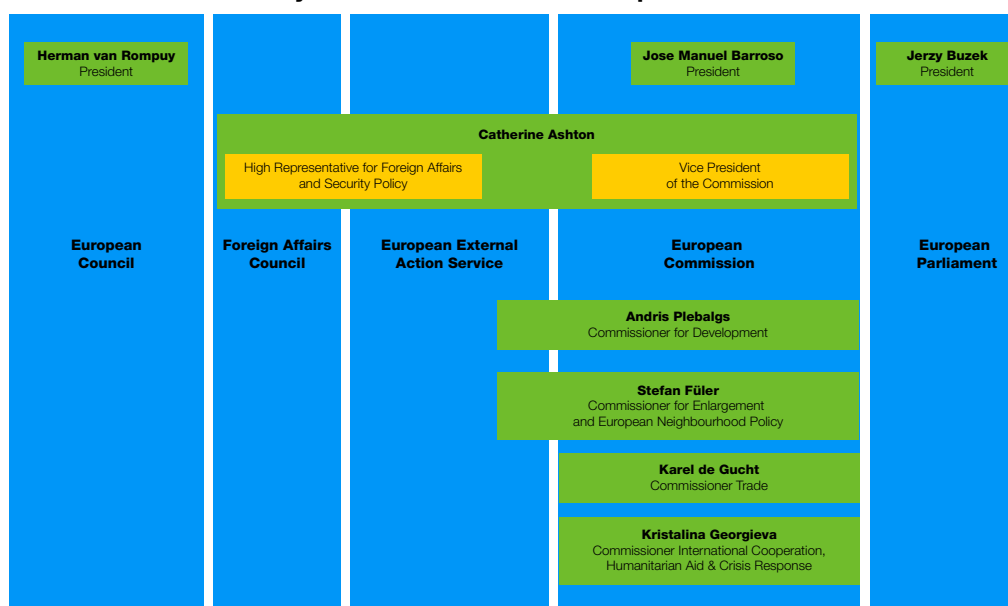 Herman van Rompuy
President
Jose Manuel Barroso
President
Jerzy Buzek
President
Catherine Ashton
High Representative for Foreign Affairs
and Security Policy
Vice President
of the Commission
European
Council
Foreign Affairs
Council
European External
Action Service
European
Commission
European
Parliament
Andris Plebalgs
Commissioner for Development
Stefan Füler
Commissioner for Enlargement
and European Neighbourhood Policy
Karel de Gucht
Commissioner Trade
Kristalina Georgieva
Commissioner International Cooperation,
Humanitarian Aid & Crisis Response